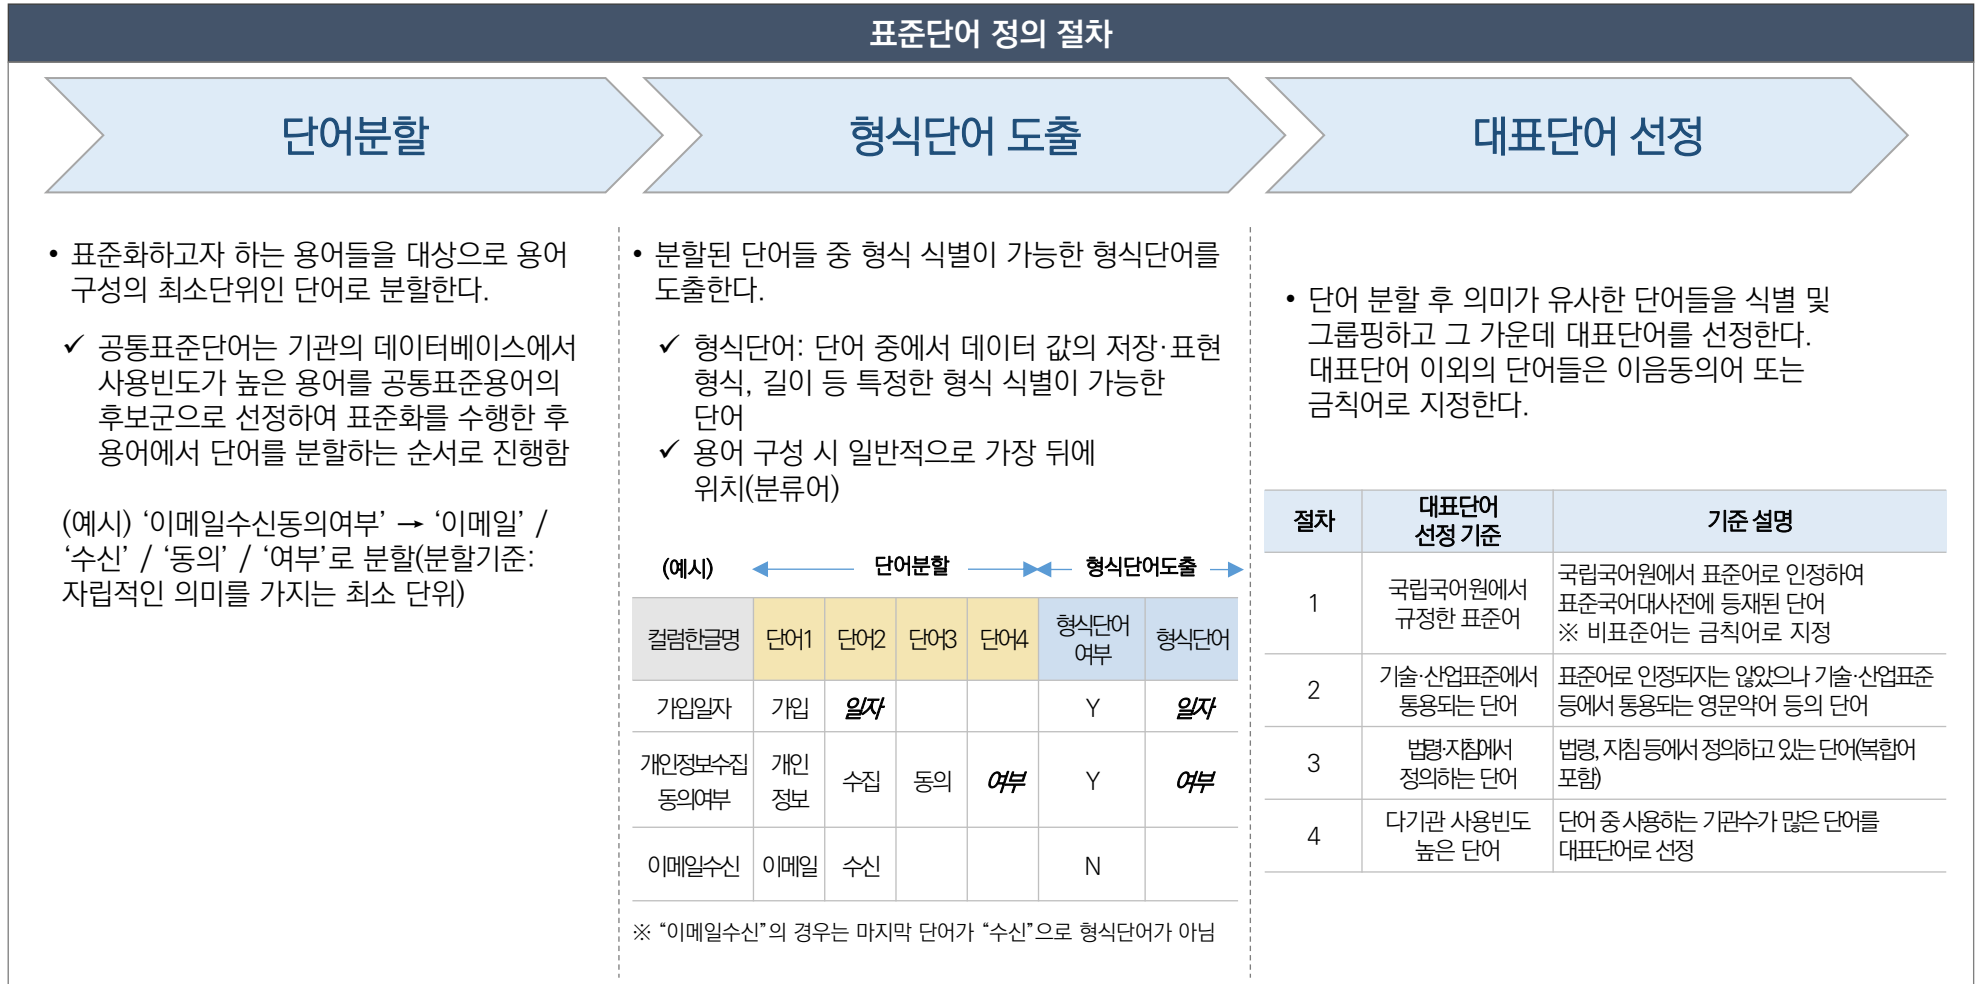 표준단어 정의 절차
단어분할
형식단어 도출
대표단어 선정
• 표준화하고자 하는 용어들을 대상으로 용어
구성의 최소단위인 단어로 분할한다.
✓ 공통표준단어는 기관의 데이터베이스에서
사용빈도가 높은 용어를 공통표준용어의
후보군으로 선정하여 표준화를 수행한 후
용어에서 단어를 분할하는 순서로 진행함
(예시) ‘이메일수신동의여부’ → ‘이메일’ /
‘수신’ / ‘동의’ / ‘여부’로 분할(분할기준:
자립적인 의미를 가지는 최소 단위)
• 분할된 단어들 중 형식 식별이 가능한 형식단어를
도출한다.
✓ 형식단어: 단어 중에서 데이터 값의 저장·표현
형식, 길이 등 특정한 형식 식별이 가능한
단어
✓ 용어 구성 시 일반적으로 가장 뒤에
위치(분류어)
(예시) 단어분할 형식단어도출
컬럼한글명 단어1 단어2 단어3 단어4 형식단어 여부 형식단어
가입일자 가입 일자 Y 일자
개인정보수집 동의여부 개인 정보 수집 동의 여부 Y 여부
이메일수신 이메일 수신 N
※ “이메일수신”의 경우는 마지막 단어가 “수신”으로 형식단어가 아님
• 단어 분할 후 의미가 유사한 단어들을 식별 및
그룹핑하고 그 가운데 대표단어를 선정한다.
대표단어 이외의 단어들은 이음동의어 또는
금칙어로 지정한다.
절차 대표단어 선정 기준 기준 설명
1 국립국어원에서 규정한 표준어 국립국어원에서 표준어로 인정하여
표준국어대사전에 등재된 단어
※ 비표준어는 금칙어로 지정
2 기술·산업표준에서 통용되는 단어 표준어로 인정되지는 않았으나 기술·산업표준
등에서 통용되는 영문약어 등의 단어
3 법령·지침에서 정의하는 단어 법령, 지침 등에서 정의하고 있는 단어(복합어
포함)
4 다기관 사용빈도 높은 단어 단어 중 사용하는 기관수가 많은 단어를
대표단어로 선정